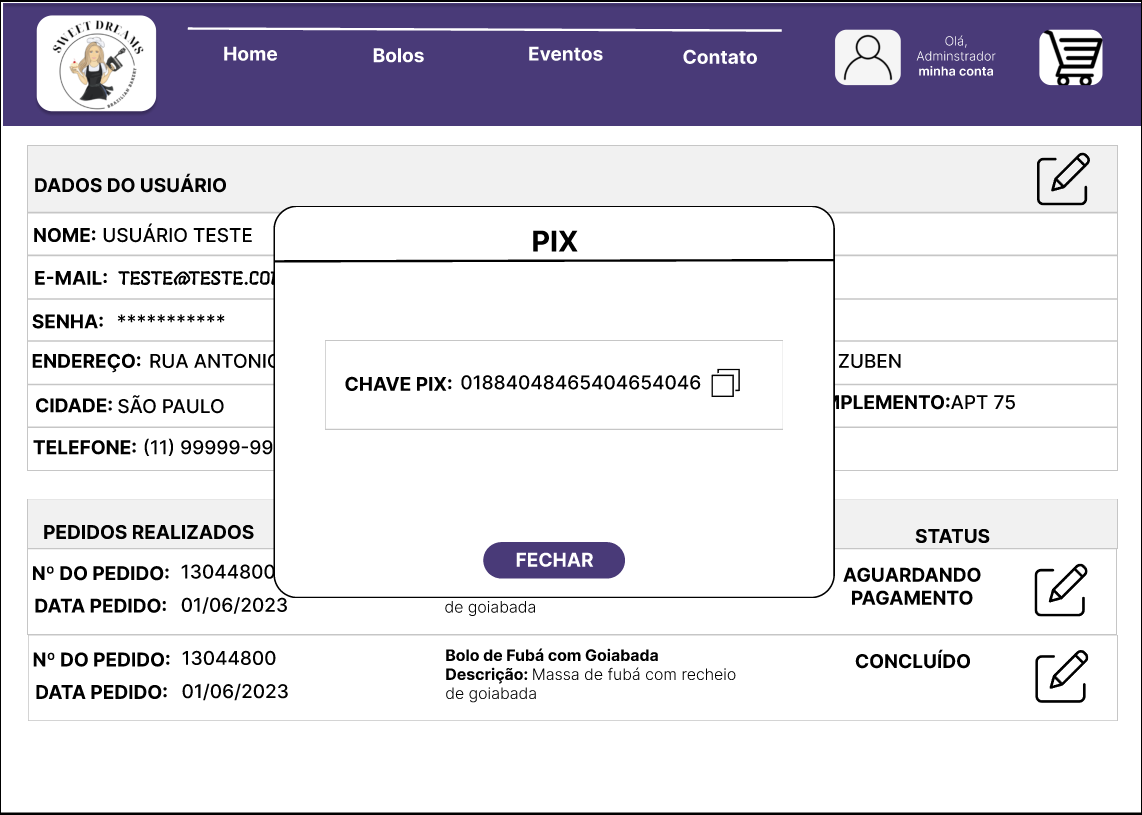 SWEET DREAMS
BRAZILIAN BAKERY
Home
Bolos
Eventos
Contato
Olá,
Adminstrador
minha conta
DADOS DO USUÁRIO
NOME: USUÁRIO TESTE
E-MAIL: TESTE@TESTE.CO
SENHA: ***********
ENDEREÇO: RUA ANTONIO
ZUBEN
CIDADE: SÃO PAULO
MPLEMENTO:APT 75
TELEFONE: (11) 99999-99
PIX
CHAVE PIX: 01884048465404654046
FECHAR
PEDIDOS REALIZADOS
STATUS
Nº DO PEDIDO: 13044800
DATA PEDIDO: 01/06/2023
de goiabada
AGUARDANDO
PAGAMENTO
Nº DO PEDIDO: 13044800
DATA PEDIDO: 01/06/2023
Bolo de Fubá com Goiabada
Descrição: Massa de fubá com recheio
de goiabada
CONCLUÍDO